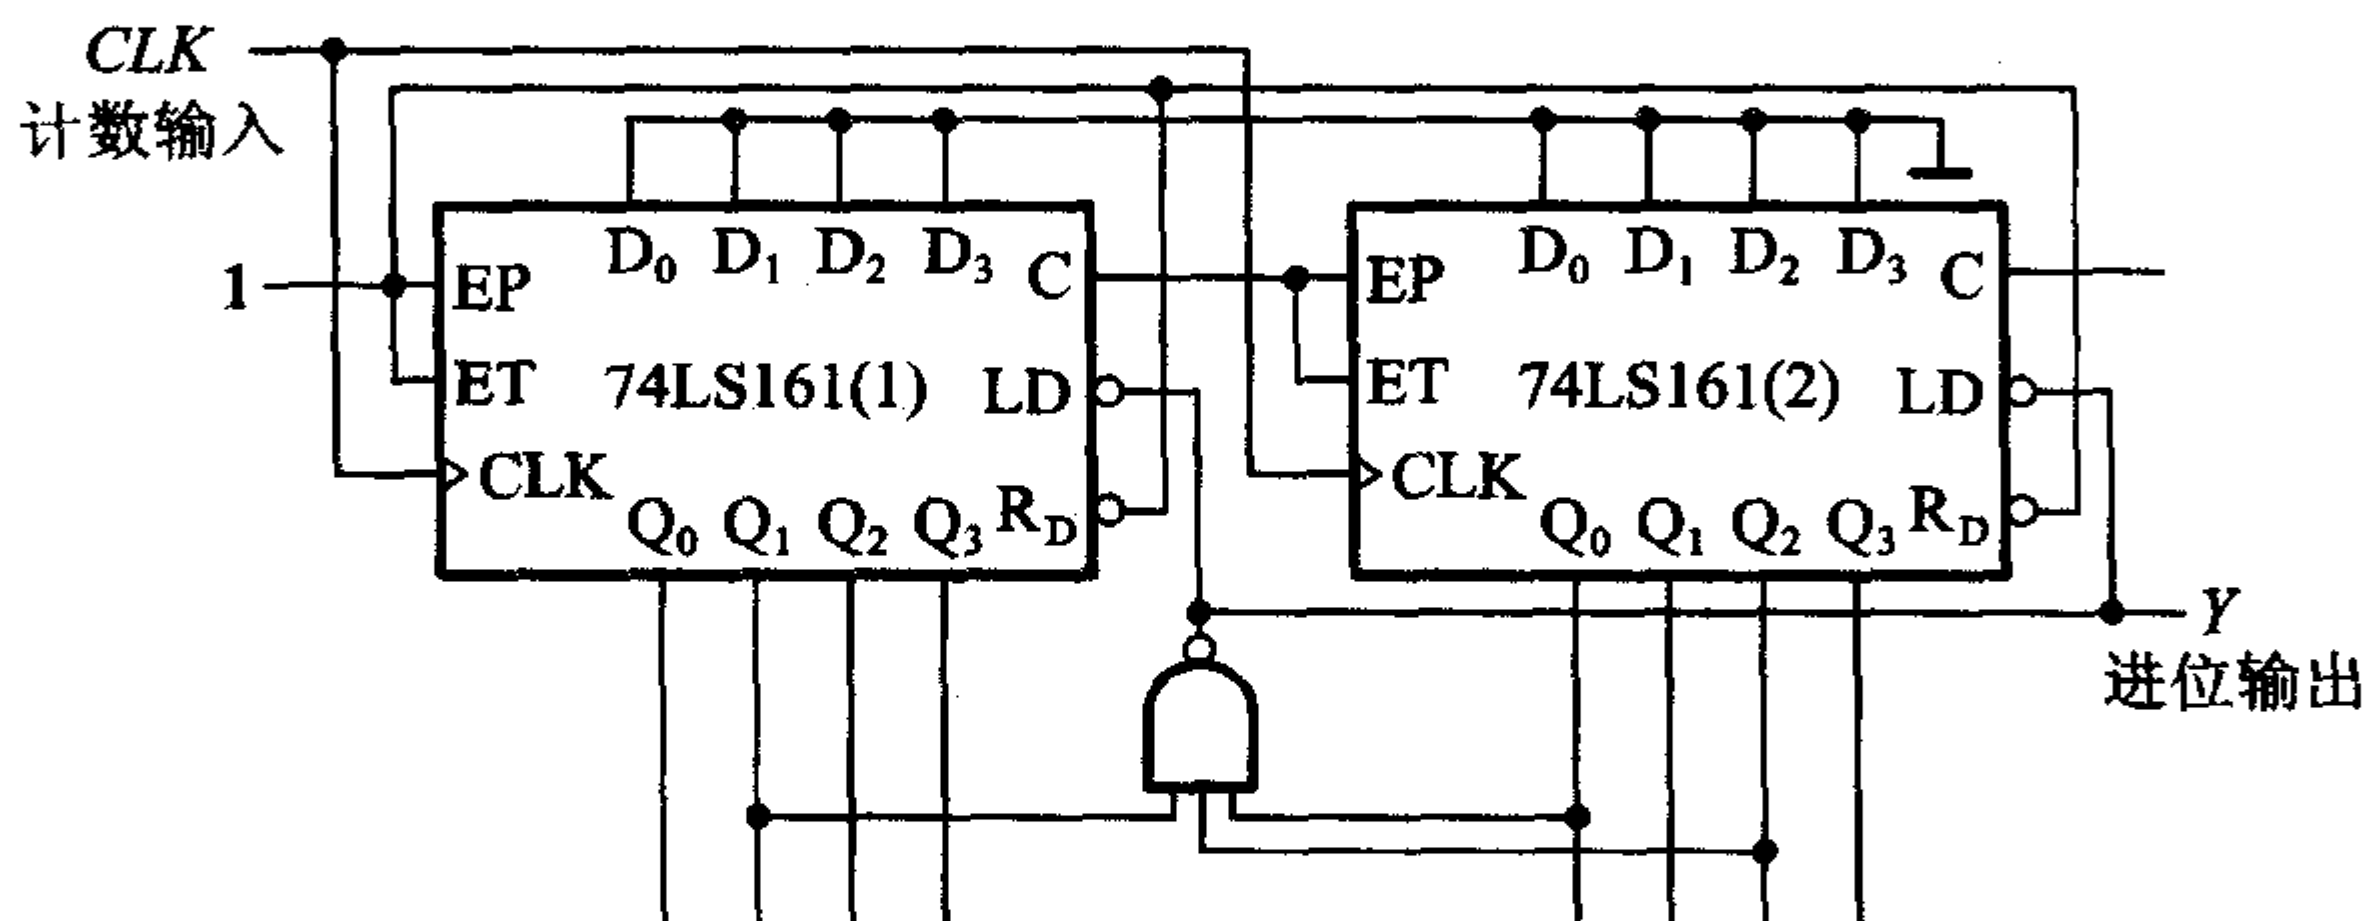 CLK
计数输入
1
D₀ D₁ D₂ D₃
EP
C
ET
74LS161(1)
LD
CLK
Q₀ Q₁ Q₂ Q₃
R_D
D₀ D₁ D₂ D₃
EP
C
ET
74LS161(2)
LD
CLK
Q₀ Q₁ Q₂ Q₃
R_D
Y
进位输出